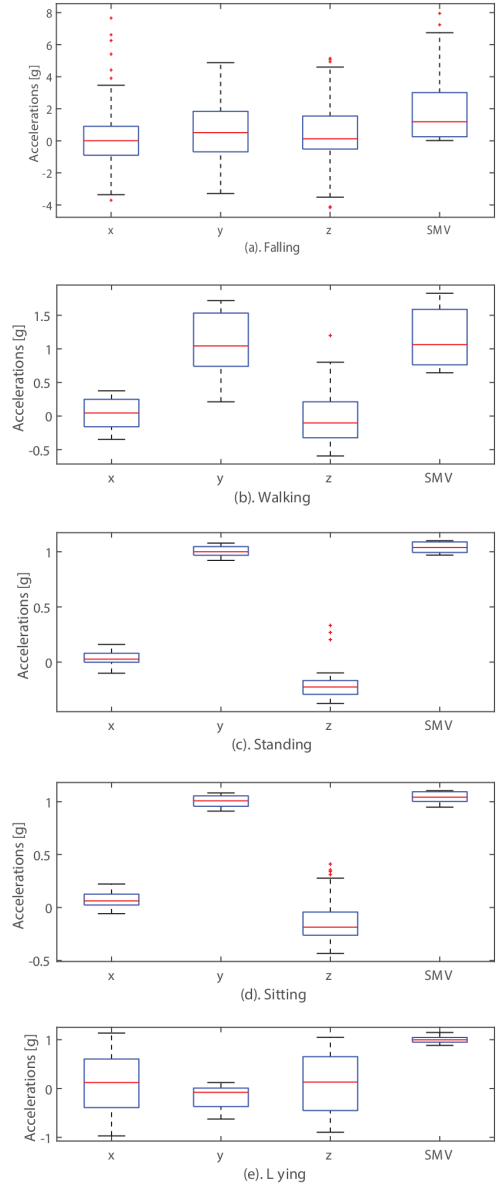 8
6
4
2
0
-2
-4
Accelerations [g]
x y z SMV
(a). Falling
1.5
1
0.5
0
-0.5
Accelerations [g]
x y z SMV
(b). Walking
1
0.5
0
Accelerations [g]
x y z SMV
(c). Standing
1
0.5
0
-0.5
Accelerations [g]
x y z SMV
(d). Sitting
1
0
-1
Accelerations [g]
x y z SMV
(e). L ying